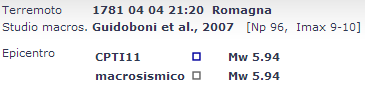 Terremoto 1781 04 04 21:20 Romagna
Studio macros. Guidoboni et al., 2007 [Np 96, Imax 9-10]
Epicentro
CPTI11 Mw 5.94
macrosismico Mw 5.94